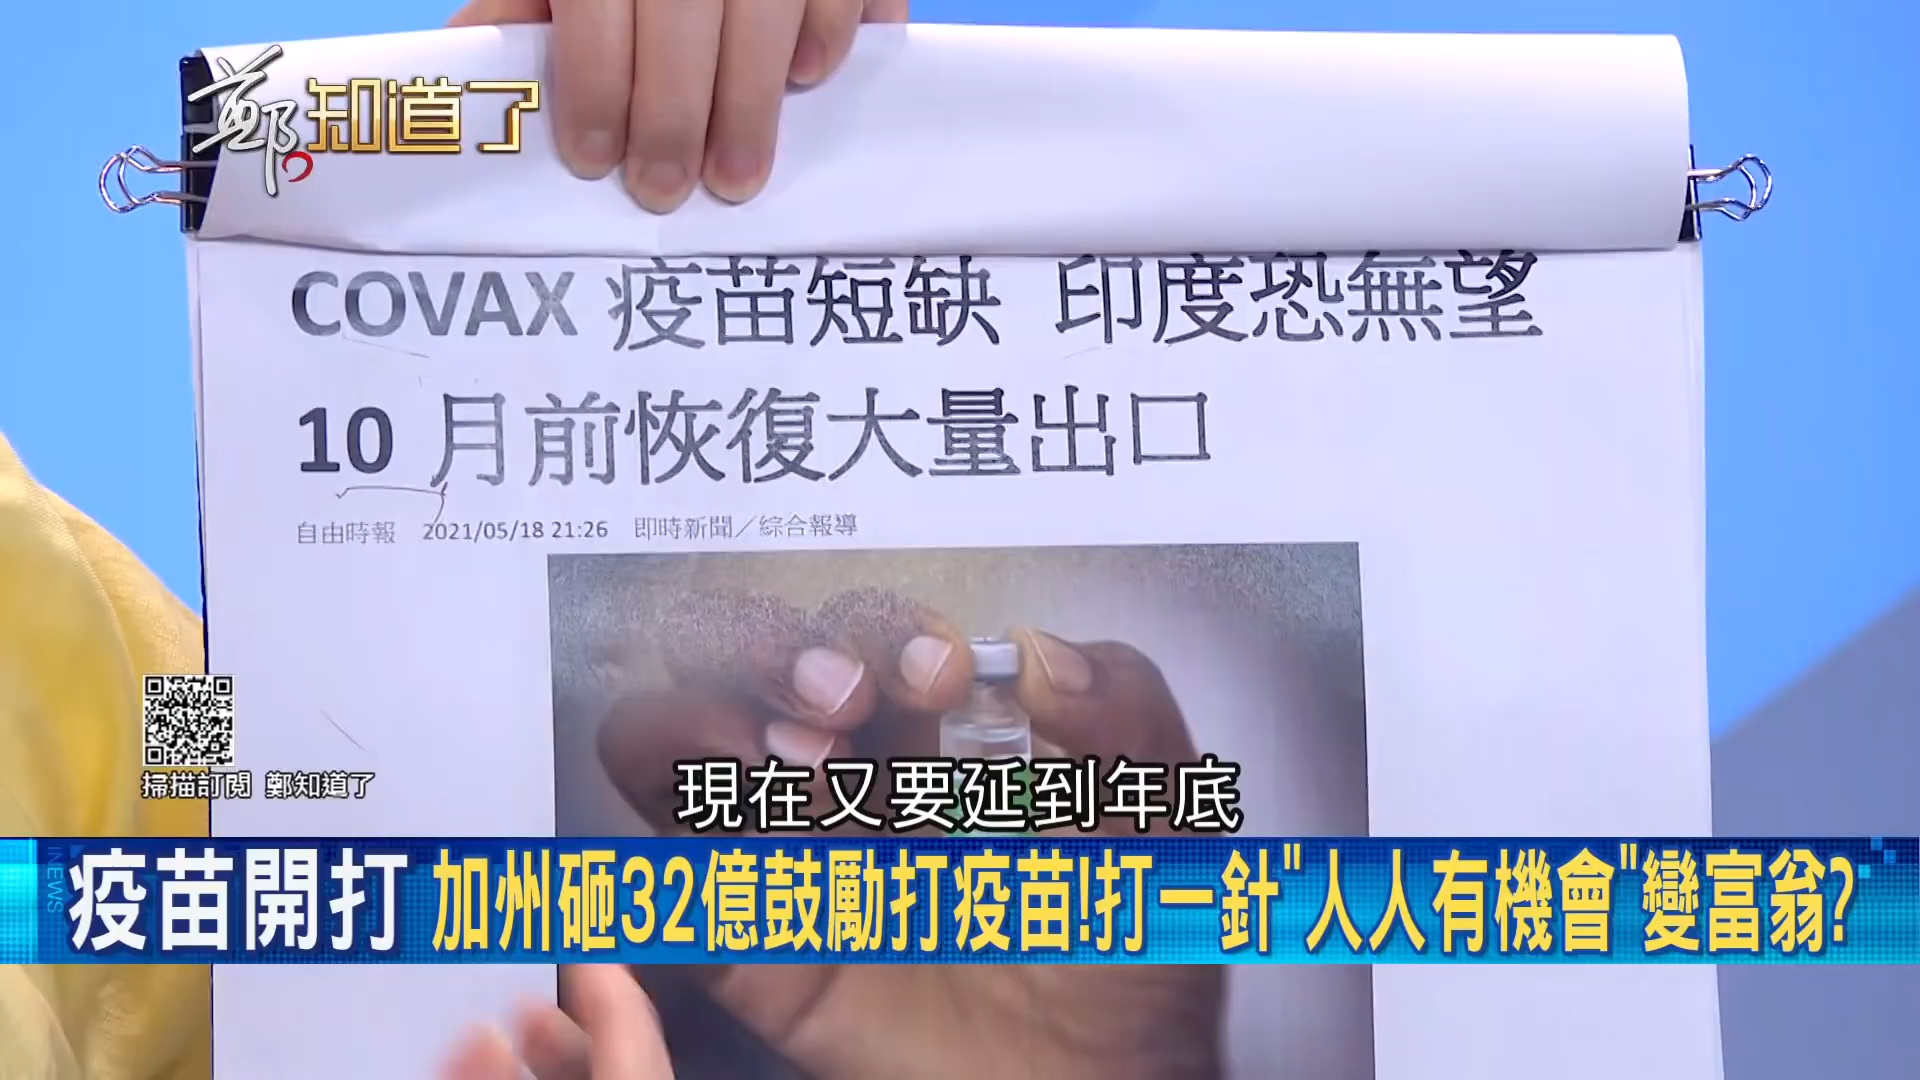 鄭知道了
COVAX 疫苗短缺 印度恐無望
10 月前恢復大量出口
自由時報 2021/05/18 21:26 即時新聞／綜合報導
掃描訂閱 鄭知道了
現在又要延到年底
NEWS
疫苗開打 加州砸32億鼓勵打疫苗!打一針"人人有機會"變富翁?